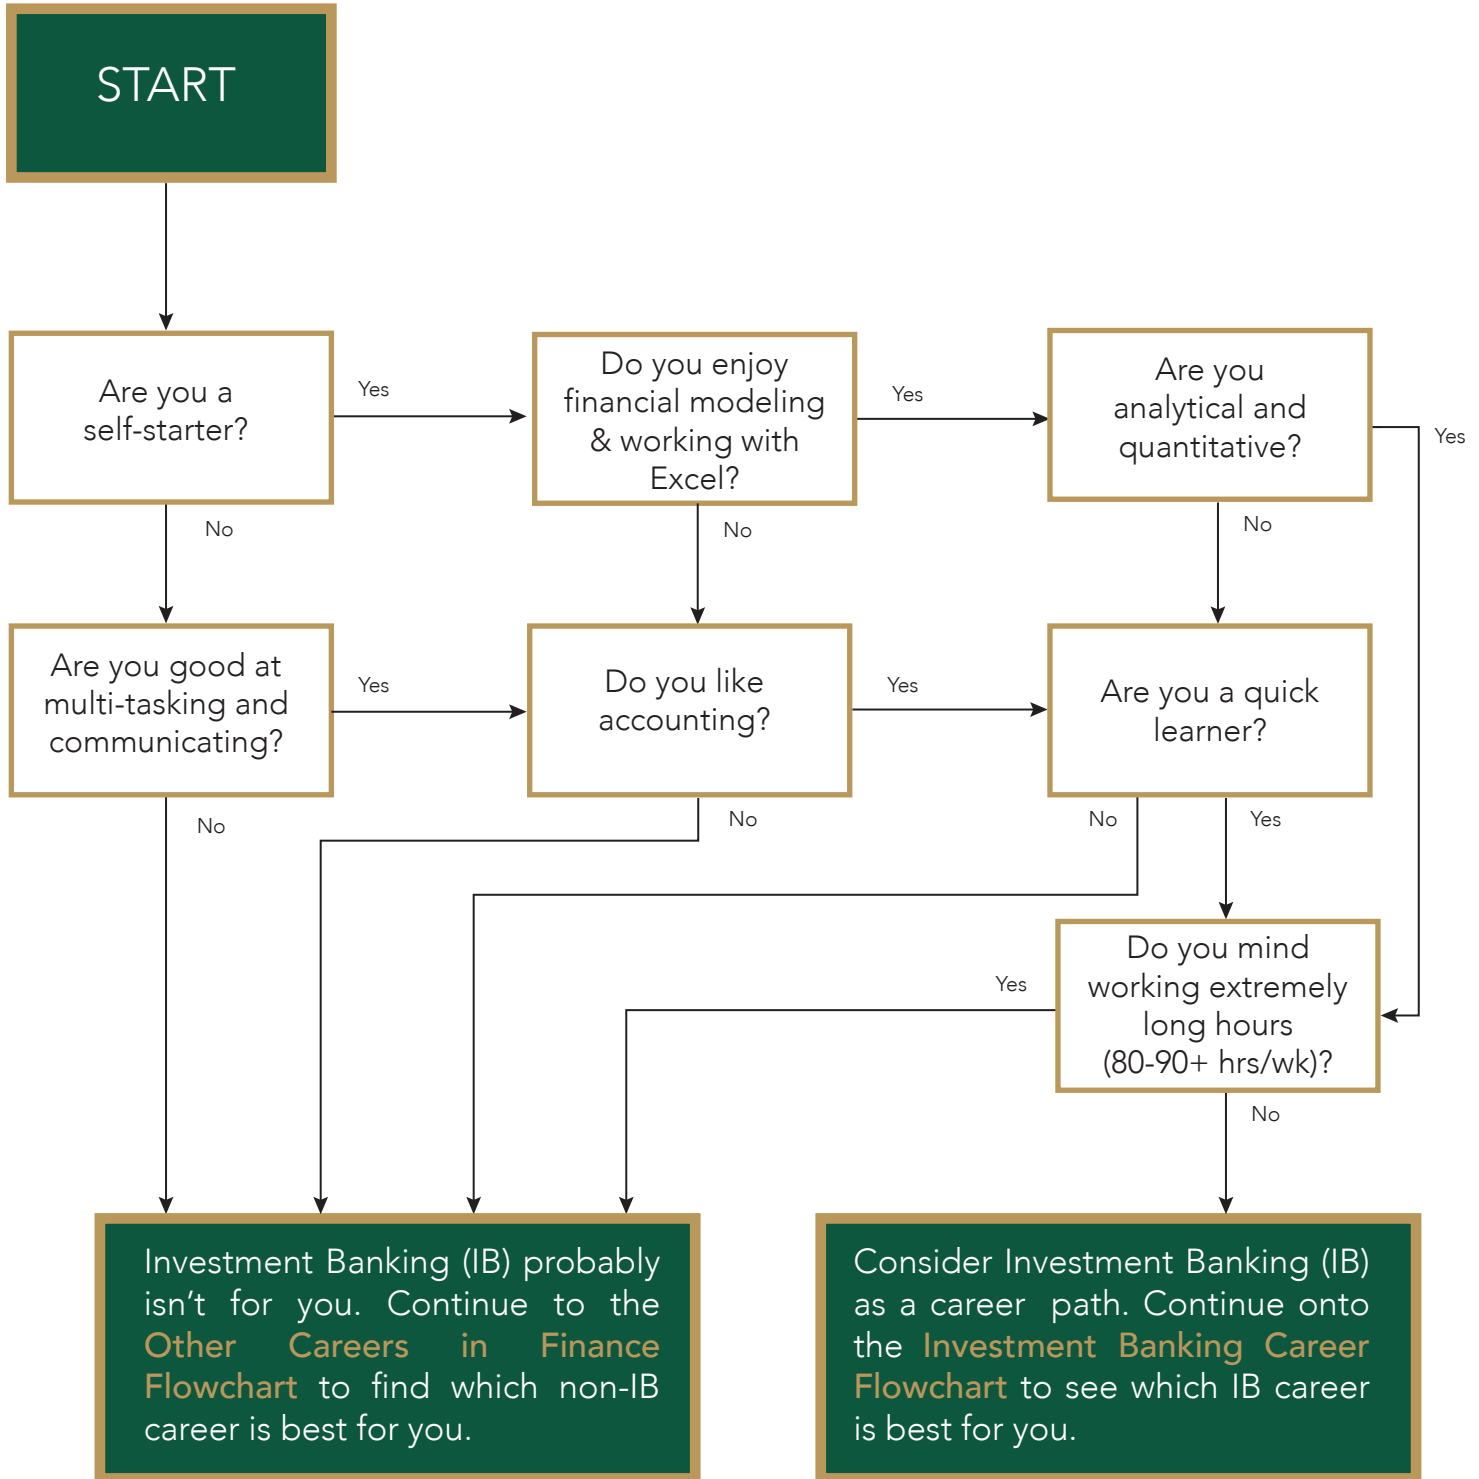 START
Are you a
self-starter?
Yes
Do you enjoy
financial modeling
& working with
Excel?
Yes
Are you
analytical and
quantitative?
Yes
No
No
No
Are you good at
multi-tasking and
communicating?
Yes
Do you like
accounting?
Yes
Are you a quick
learner?
No
No
No
Yes
Do you mind
working extremely
long hours
(80-90+ hrs/wk)?
Yes
No
Investment Banking (IB) probably
isn't for you. Continue to the
Other Careers in Finance
Flowchart to find which non-IB
career is best for you.
Consider Investment Banking (IB)
as a career path. Continue onto
the Investment Banking Career
Flowchart to see which IB career
is best for you.